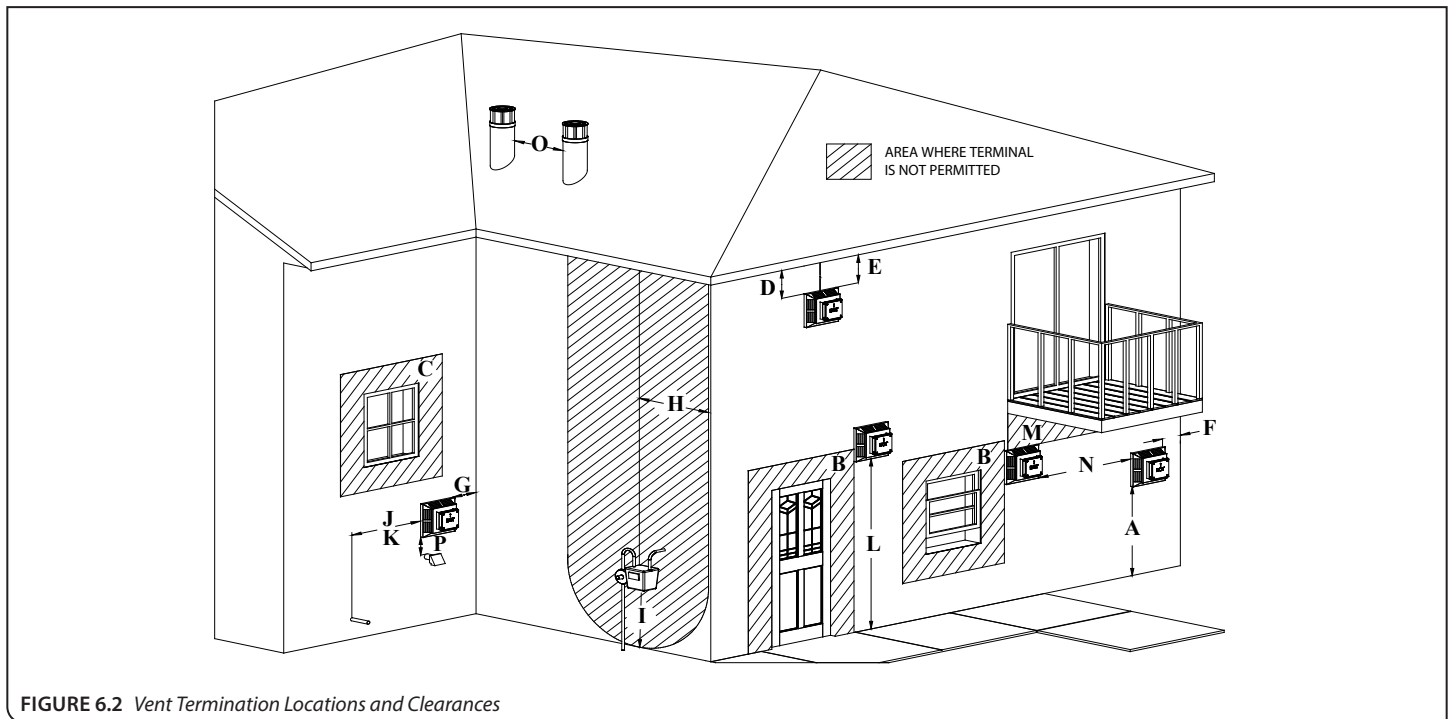 O
AREA WHERE TERMINAL
IS NOT PERMITTED
D
E
C
H
G
J
K
P
I
B
L
B
M
N
F
A
FIGURE 6.2 Vent Termination Locations and Clearances